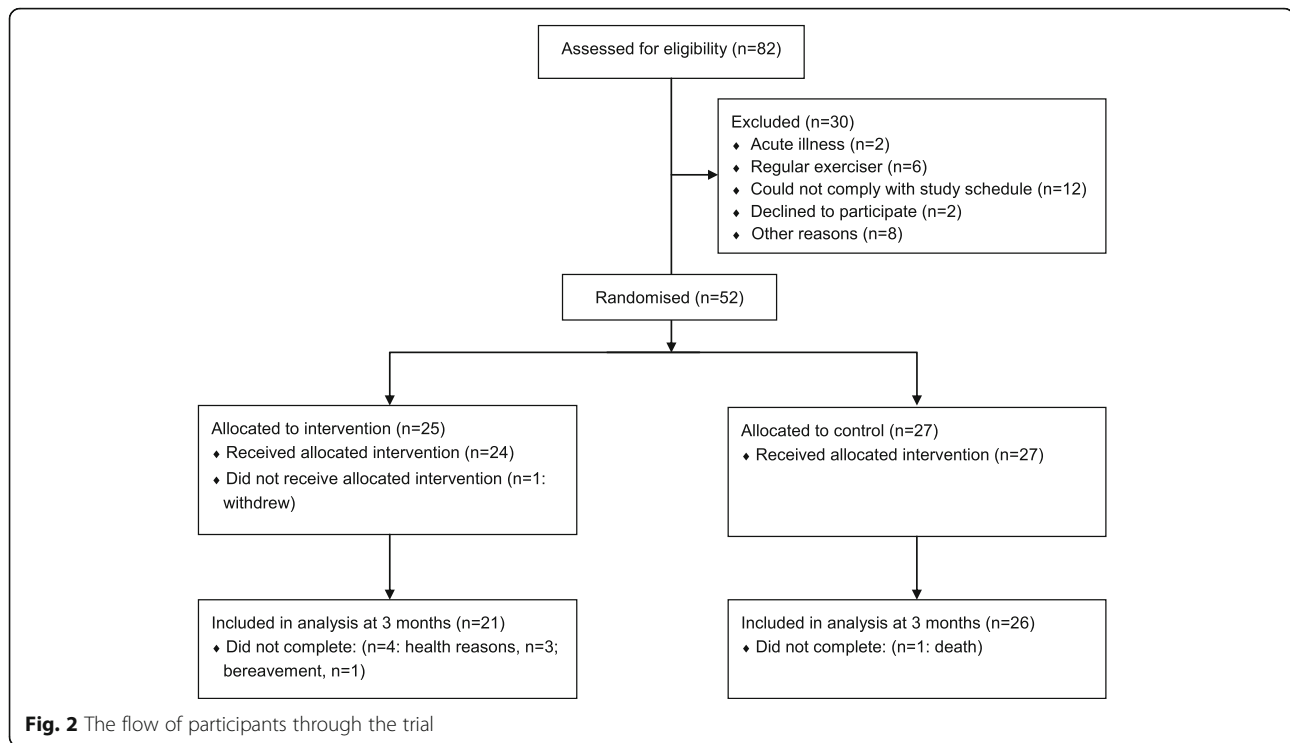 Assessed for eligibility (n=82)
Excluded (n=30)
♦ Acute illness (n=2)
♦ Regular exerciser (n=6)
♦ Could not comply with study schedule (n=12)
♦ Declined to participate (n=2)
♦ Other reasons (n=8)
Randomised (n=52)
Allocated to intervention (n=25)
♦ Received allocated intervention (n=24)
♦ Did not receive allocated intervention (n=1:
withdrew)
Allocated to control (n=27)
♦ Received allocated intervention (n=27)
Included in analysis at 3 months (n=21)
♦ Did not complete: (n=4: health reasons, n=3;
bereavement, n=1)
Included in analysis at 3 months (n=26)
♦ Did not complete: (n=1: death)
Fig. 2 The flow of participants through the trial